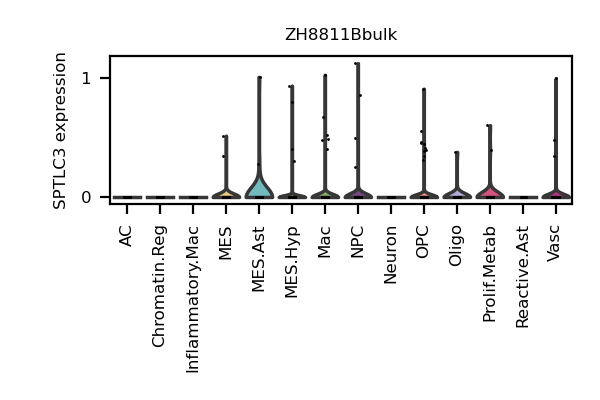 ZH8811Bbulk
SPTLC3 expression
1
0
AC
Chromatin.Reg
Inflammatory.Mac
MES
MES.Ast
MES.Hyp
Mac
NPC
Neuron
OPC
Oligo
Prolif.Metab
Reactive.Ast
Vasc